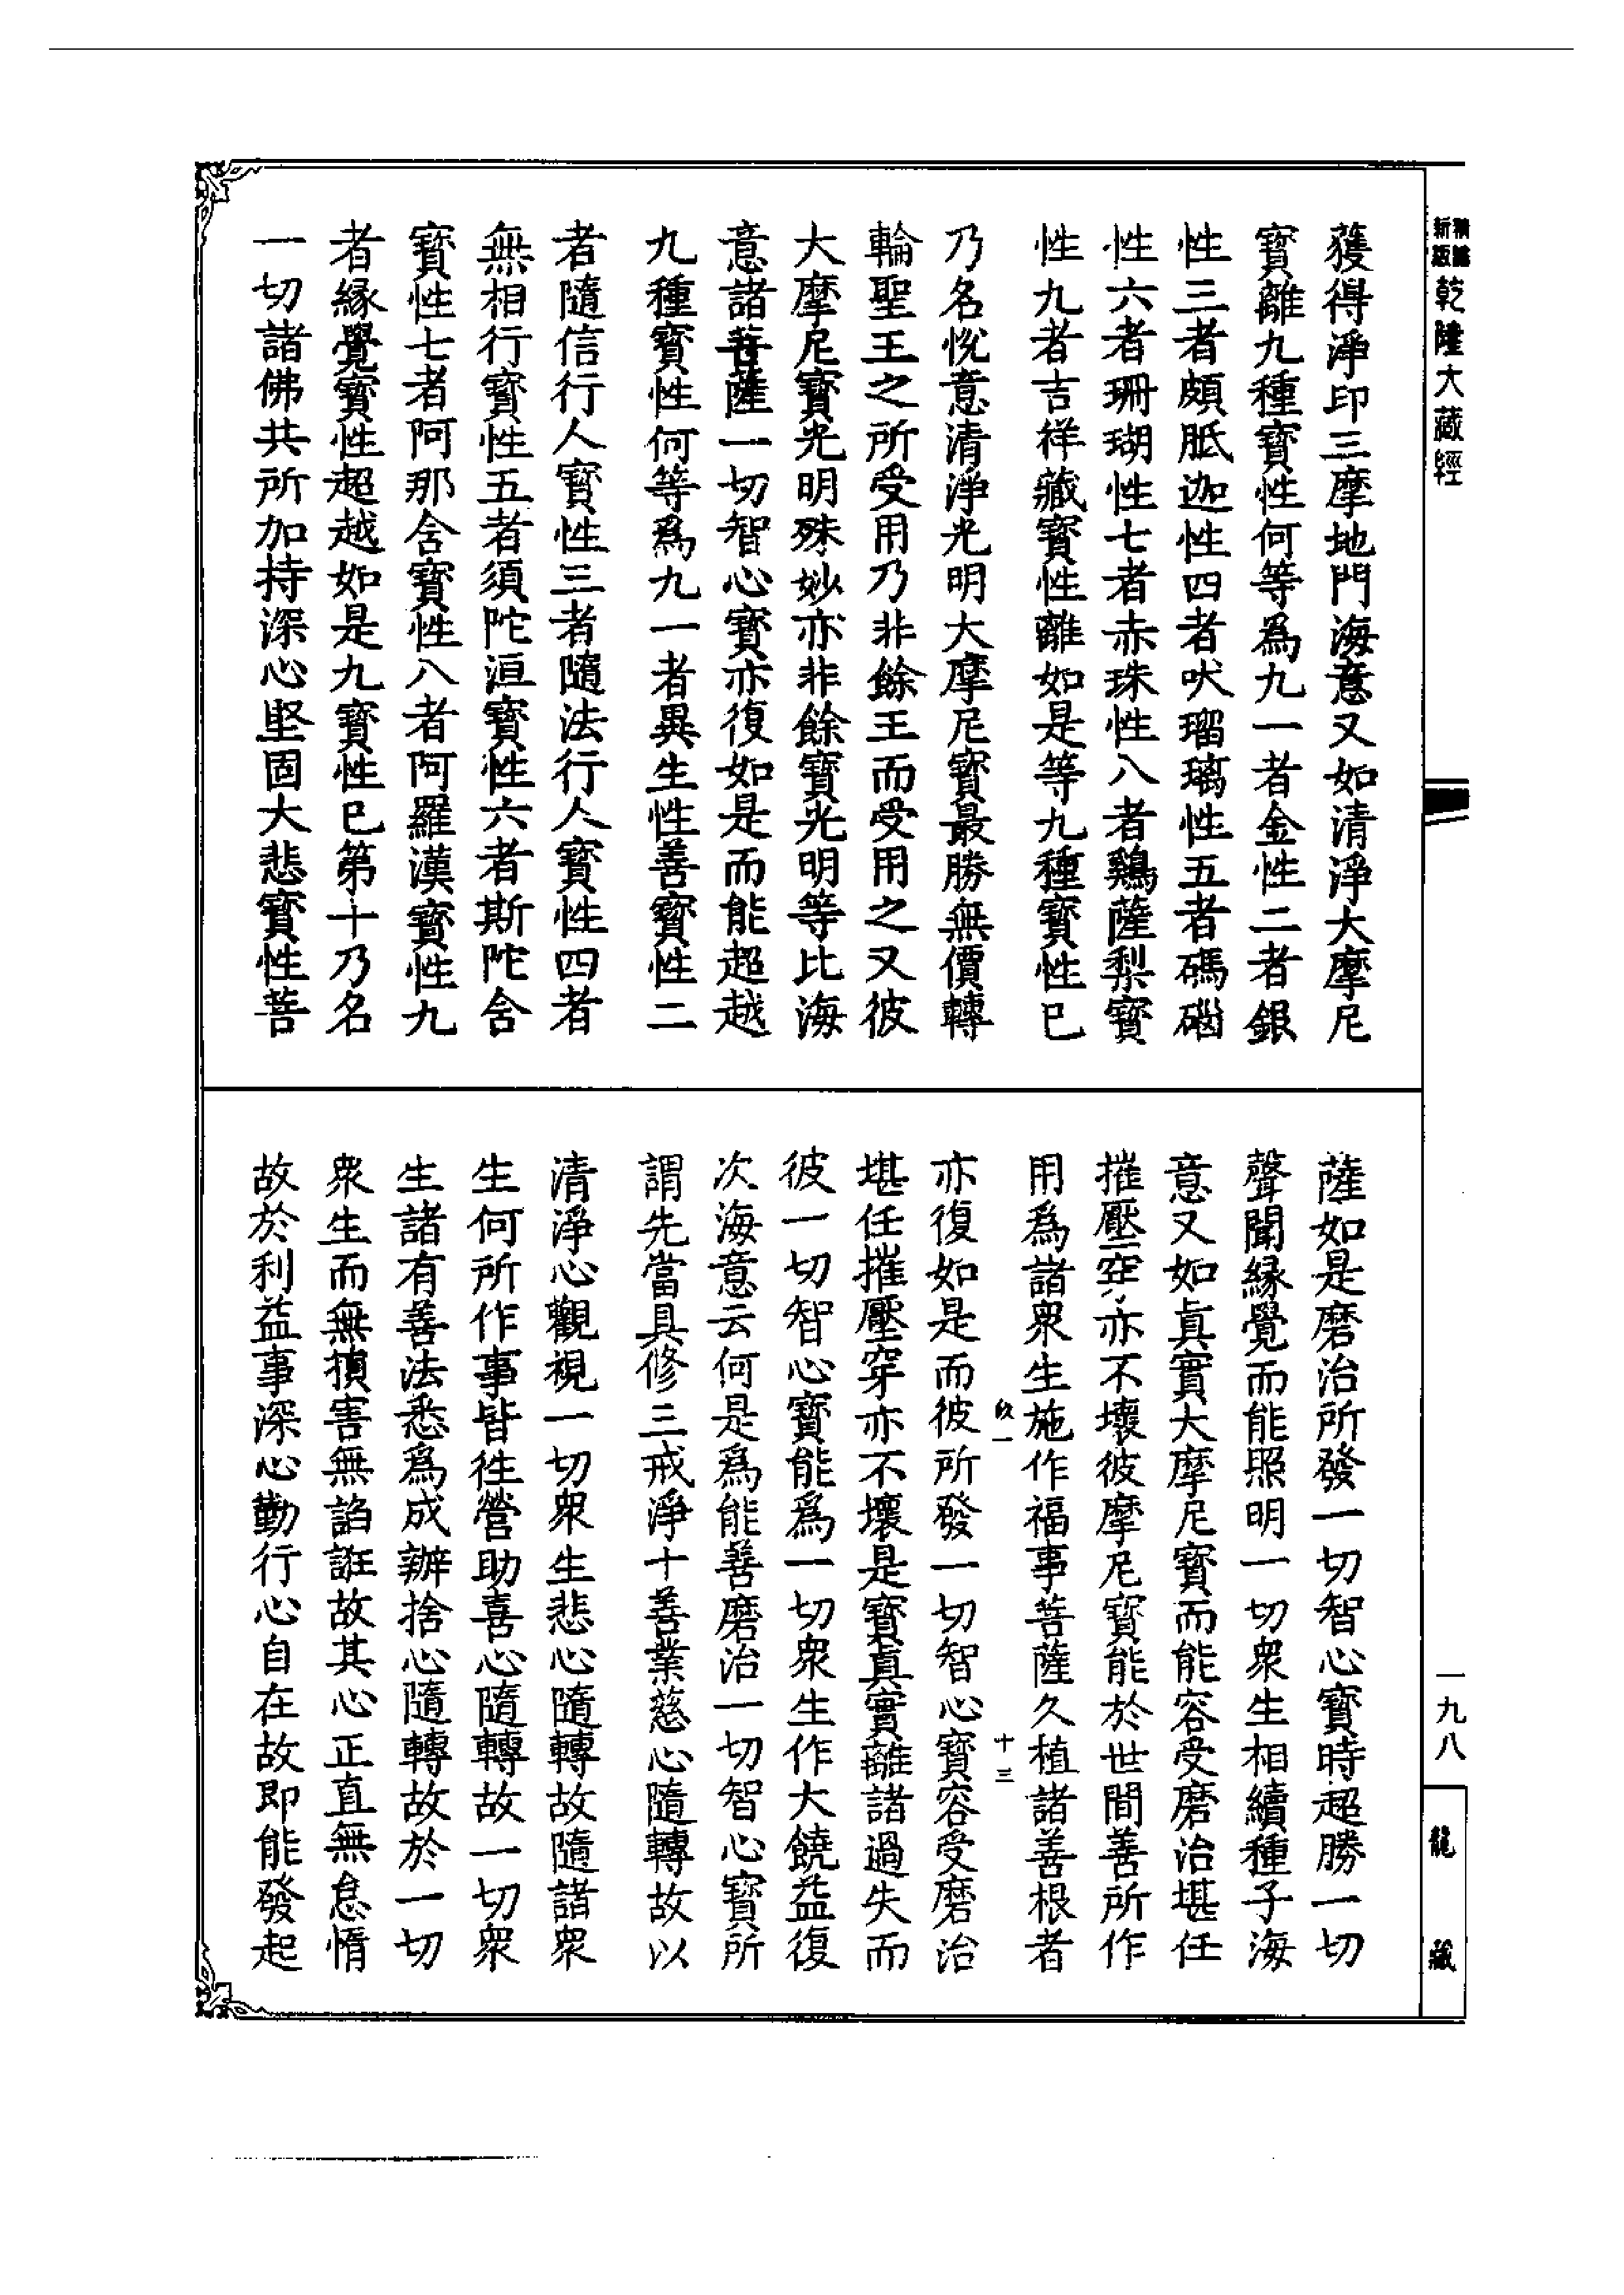 新版
乾隆大藏經
一九八
龍藏
獲得淨印三摩地門海意又如清淨大摩尼
寶離九種寶性何等爲九一者金性二者銀
性三者頗胝迦性四者吠瑠璃性五者碼碯
性六者珊瑚性七者赤珠性八者鷄薩梨寶
性九者吉祥藏寶性離如是等九種寶性已
乃名悅意清淨光明大摩尼寶最勝無價轉
輪聖王之所受用乃非餘王而受用之又彼
大摩尼寶光明殊妙亦非餘寶光明等比海
意諸菩薩一切智心寶亦復如是而能超越
九種寶性何等爲九一者異生性善寶性二
者隨信行人寶性三者隨法行人寶性四者
無相行寶性五者須陀洹寶性六者斯陀含
寶性七者阿那含寶性八者阿羅漢寶性九
者緣覺寶性超越如是九寶性已第十乃名
一切諸佛共所加持深心堅固大悲寶性菩
薩如是磨治所發一切智心寶時超勝一切
聲聞緣覺而能照明一切眾生相續種子海
意又如眞實大摩尼寶而能容受磨治堪任
摧壓穿亦不壞彼摩尼寶能於世間善所作
用爲諸眾生施作福事菩薩久植諸善根者
十三
亦復如是而彼所發一切智心寶容受磨治
堪任摧壓穿亦不壞是寶眞實離諸過失而
彼一切智心寶能爲一切眾生作大饒益復
次海意云何是爲能善磨治一切智心寶所
謂先當具修三戒淨十善業慈心隨轉故以
清淨心觀視一切眾生悲心隨轉故隨諸眾
生何所作事皆往營助喜心隨轉故一切眾
生諸有善法悉爲成辦捨心隨轉故於一切
眾生而無損害無諂誑故其心正直無怠惰
故於利益事深心勤行心自在故即能發起